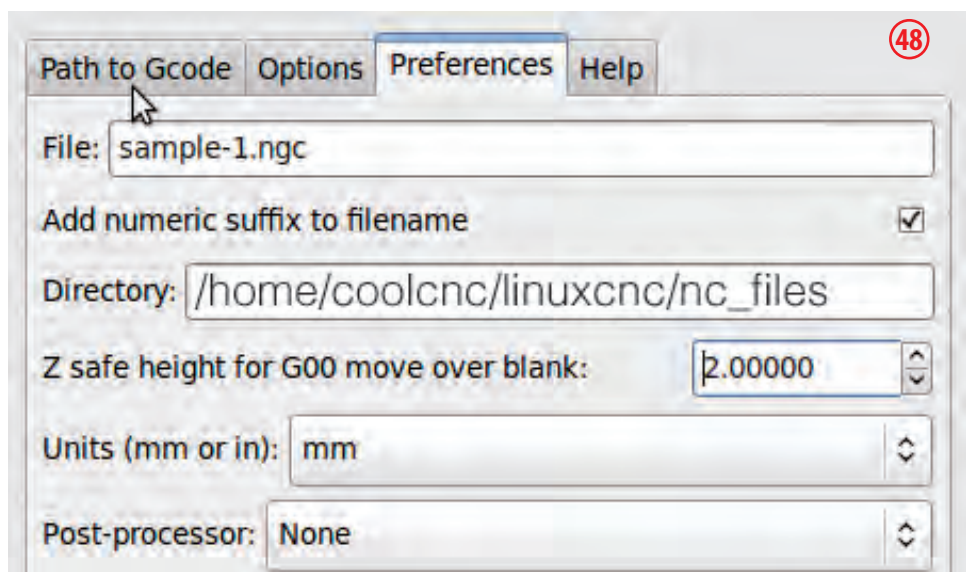 48
Path to Gcode Options Preferences Help
File: sample-1.ngc
Add numeric suffix to filename
Directory: /home/coolcnc/linuxcnc/nc_files
Z safe height for G00 move over blank: 2.00000
Units (mm or in): mm
Post-processor: None